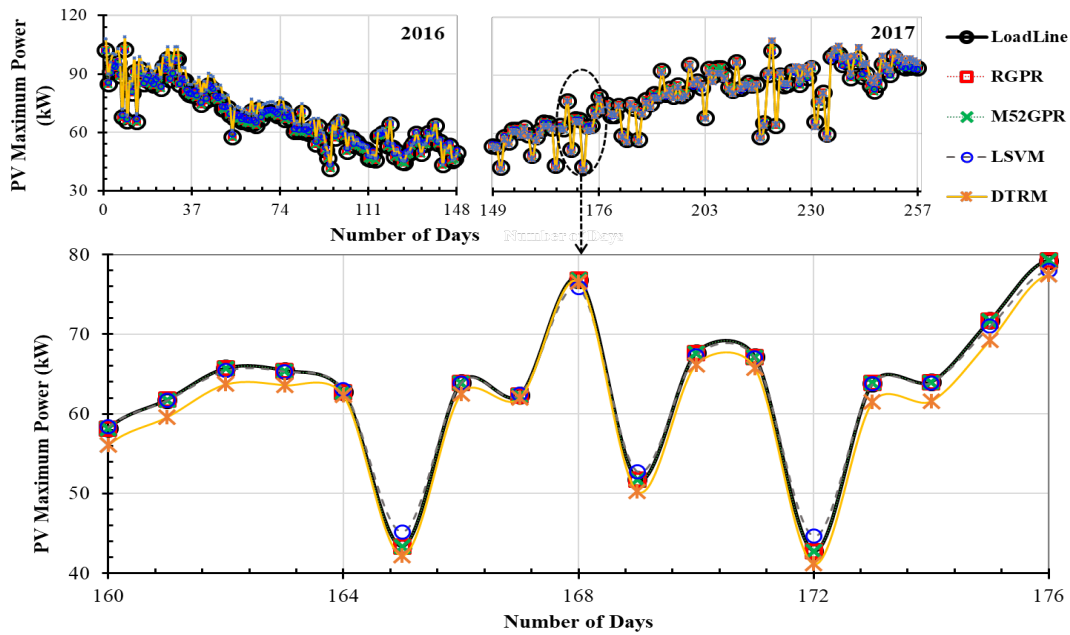 PV Maximum Power
(kW)
120
90
60
30
2016
0
37
74
111
148
Number of Days
2017
149
176
203
230
257
Number of Days
LoadLine
RGPR
M52GPR
LSVM
DTRM
PV Maximum Power (kW)
80
70
60
50
40
160
164
168
172
176
Number of Days